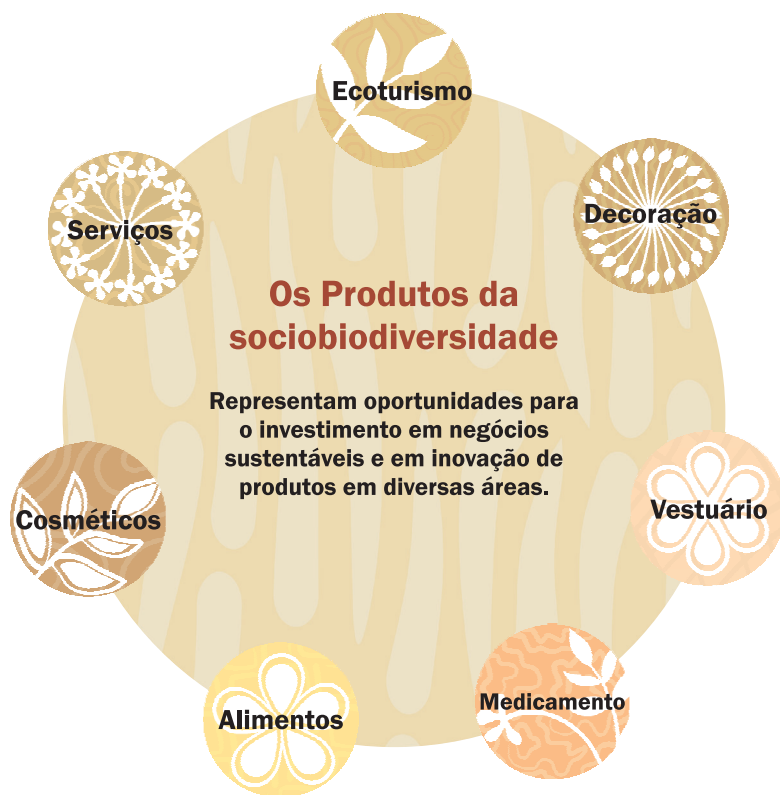 Ecoturismo
Decoração
Serviços
Os Produtos da
sociobiodiversidade
Representam oportunidades para
o investimento em negócios
sustentáveis e em inovação de
produtos em diversas áreas.
Cosméticos
Vestuário
Alimentos
Medicamento